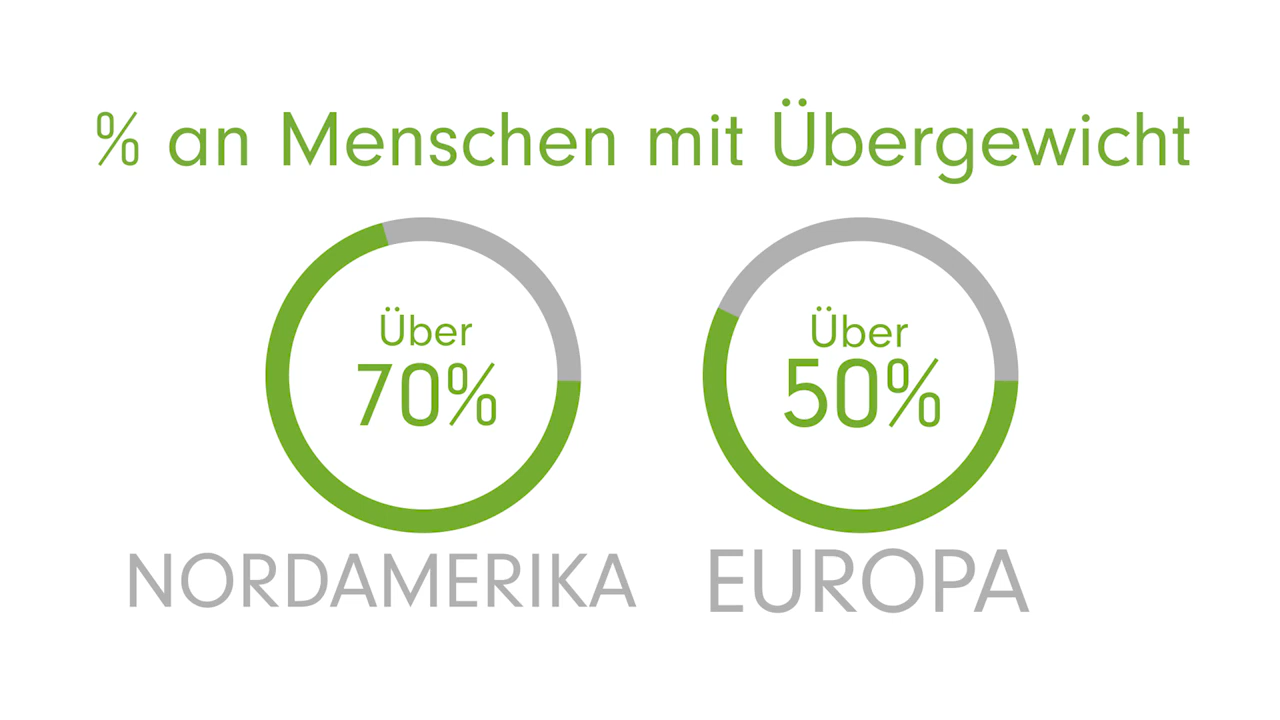 % an Menschen mit Übergewicht
Über
70%
NORDAMERIKA
Über
50%
EUROPA